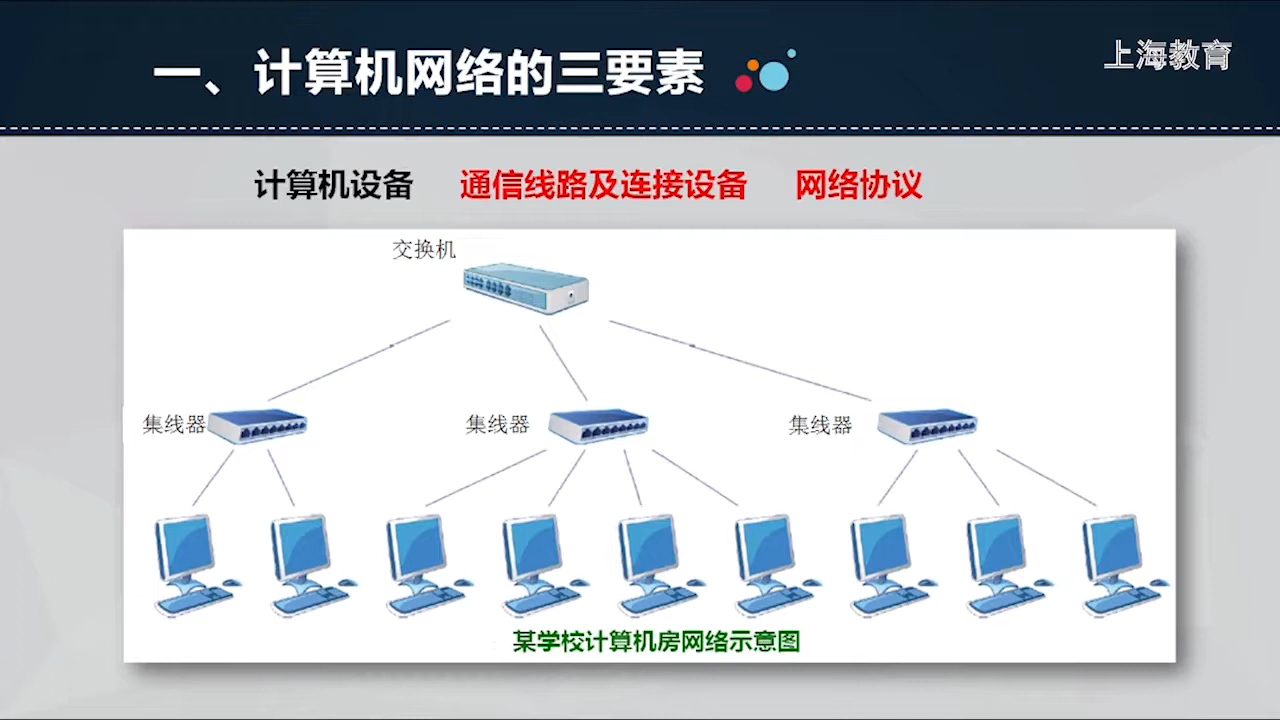 一、计算机网络的三要素
上海教育
计算机设备 通信线路及连接设备 网络协议
交换机
集线器 集线器 集线器
某学校计算机房网络示意图